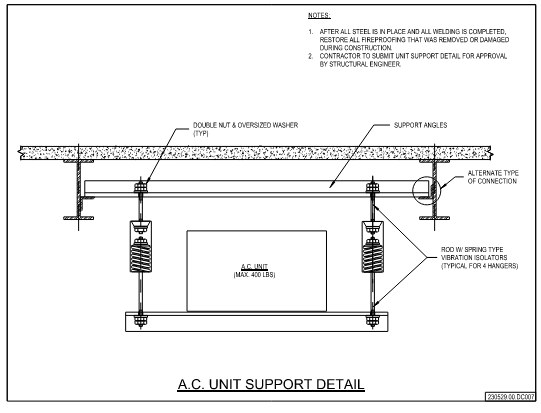 NOTES:
1. AFTER ALL STEEL IS IN PLACE AND ALL WELDING IS COMPLETED,
RESTORE ALL FIREPROOFING THAT WAS REMOVED OR DAMAGED
DURING CONSTRUCTION.
2. CONTRACTOR TO SUBMIT UNIT SUPPORT DETAIL FOR APPROVAL
BY STRUCTURAL ENGINEER.
DOUBLE NUT & OVERSIZED WASHER
(TYP)
SUPPORT ANGLES
ALTERNATE TYPE
OF CONNECTION
ROD W/ SPRING TYPE
VIBRATION ISOLATORS
(TYPICAL FOR 4 HANGERS)
A.C. UNIT
(MAX. 400 LBS)
A.C. UNIT SUPPORT DETAIL
230529.00.DC007